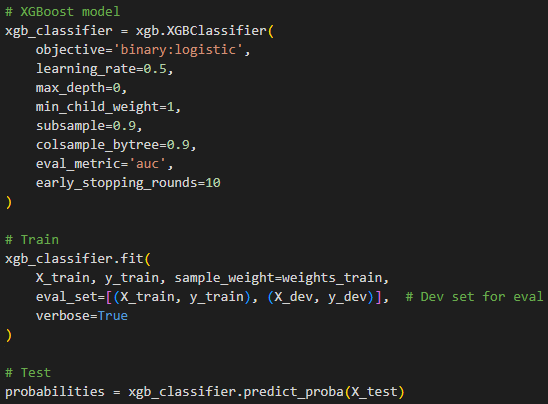 # XGBoost model
xgb_classifier = xgb.XGBClassifier(
    objective='binary:logistic',
    learning_rate=0.5,
    max_depth=0,
    min_child_weight=1,
    subsample=0.9,
    colsample_bytree=0.9,
    eval_metric='auc',
    early_stopping_rounds=10
)
# Train
xgb_classifier.fit(
    X_train, y_train, sample_weight=weights_train,
    eval_set=[(X_train, y_train), (X_dev, y_dev)],  # Dev set for eval
    verbose=True
)
# Test
probabilities = xgb_classifier.predict_proba(X_test)